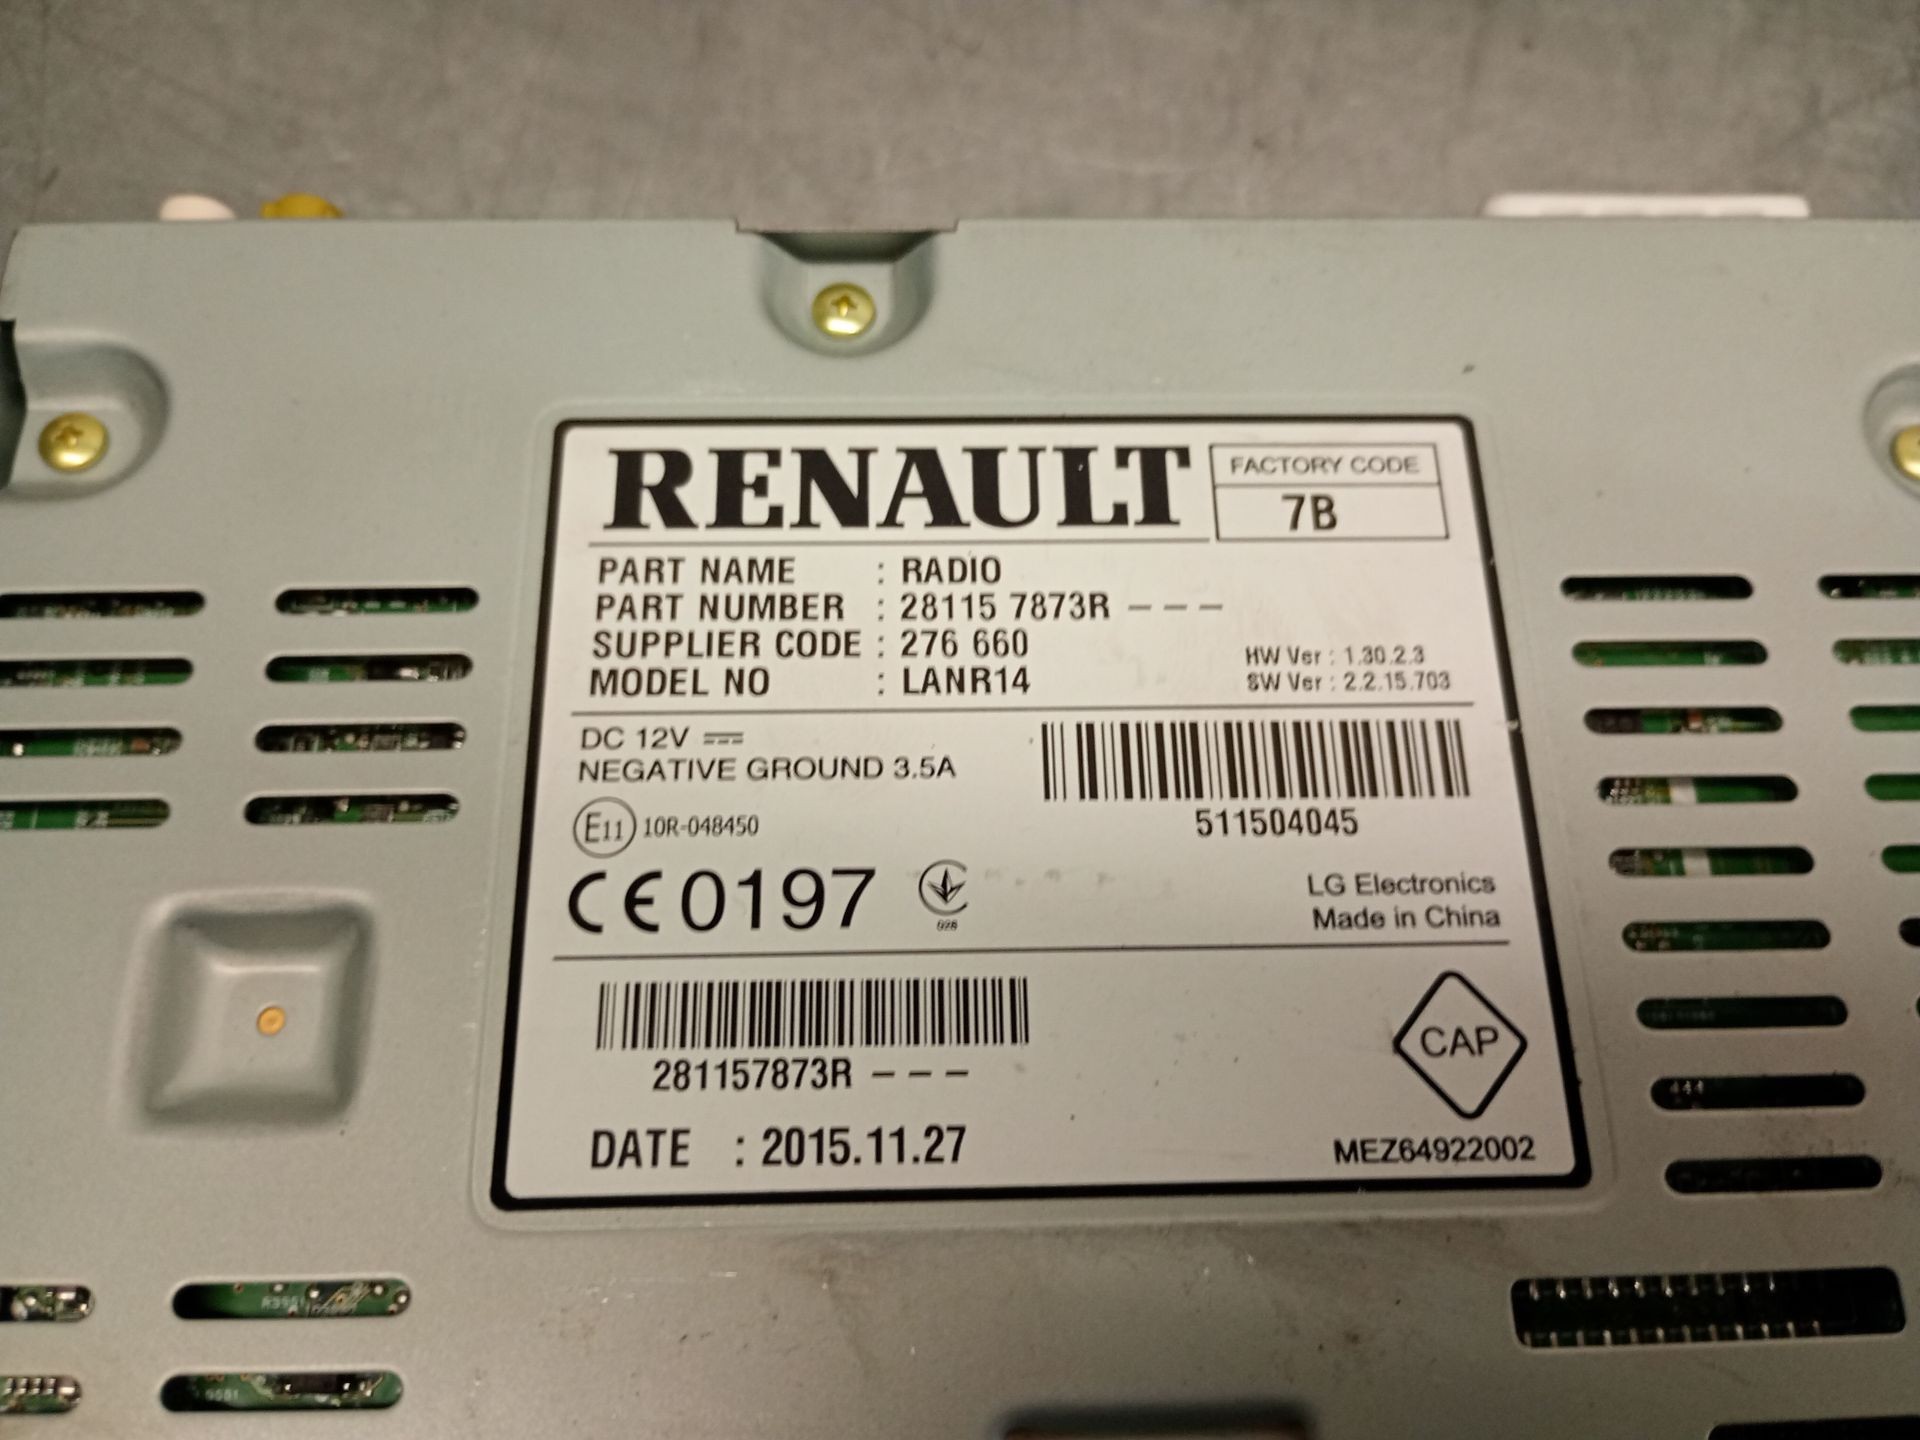 RENAULT
FACTORY CODE
7B
PART NAME : RADIO
PART NUMBER : 28115 7873R – – –
SUPPLIER CODE : 276 660
MODEL NO : LANR14
HW Ver : 1.30.2.3
SW Ver : 2.2.15.703
DC 12V
NEGATIVE GROUND 3.5A
E11 10R-048450
511504045
CE0197
028
LG Electronics
Made in China
281157873R – – –
CAP
DATE : 2015.11.27
MEZ64922002
444